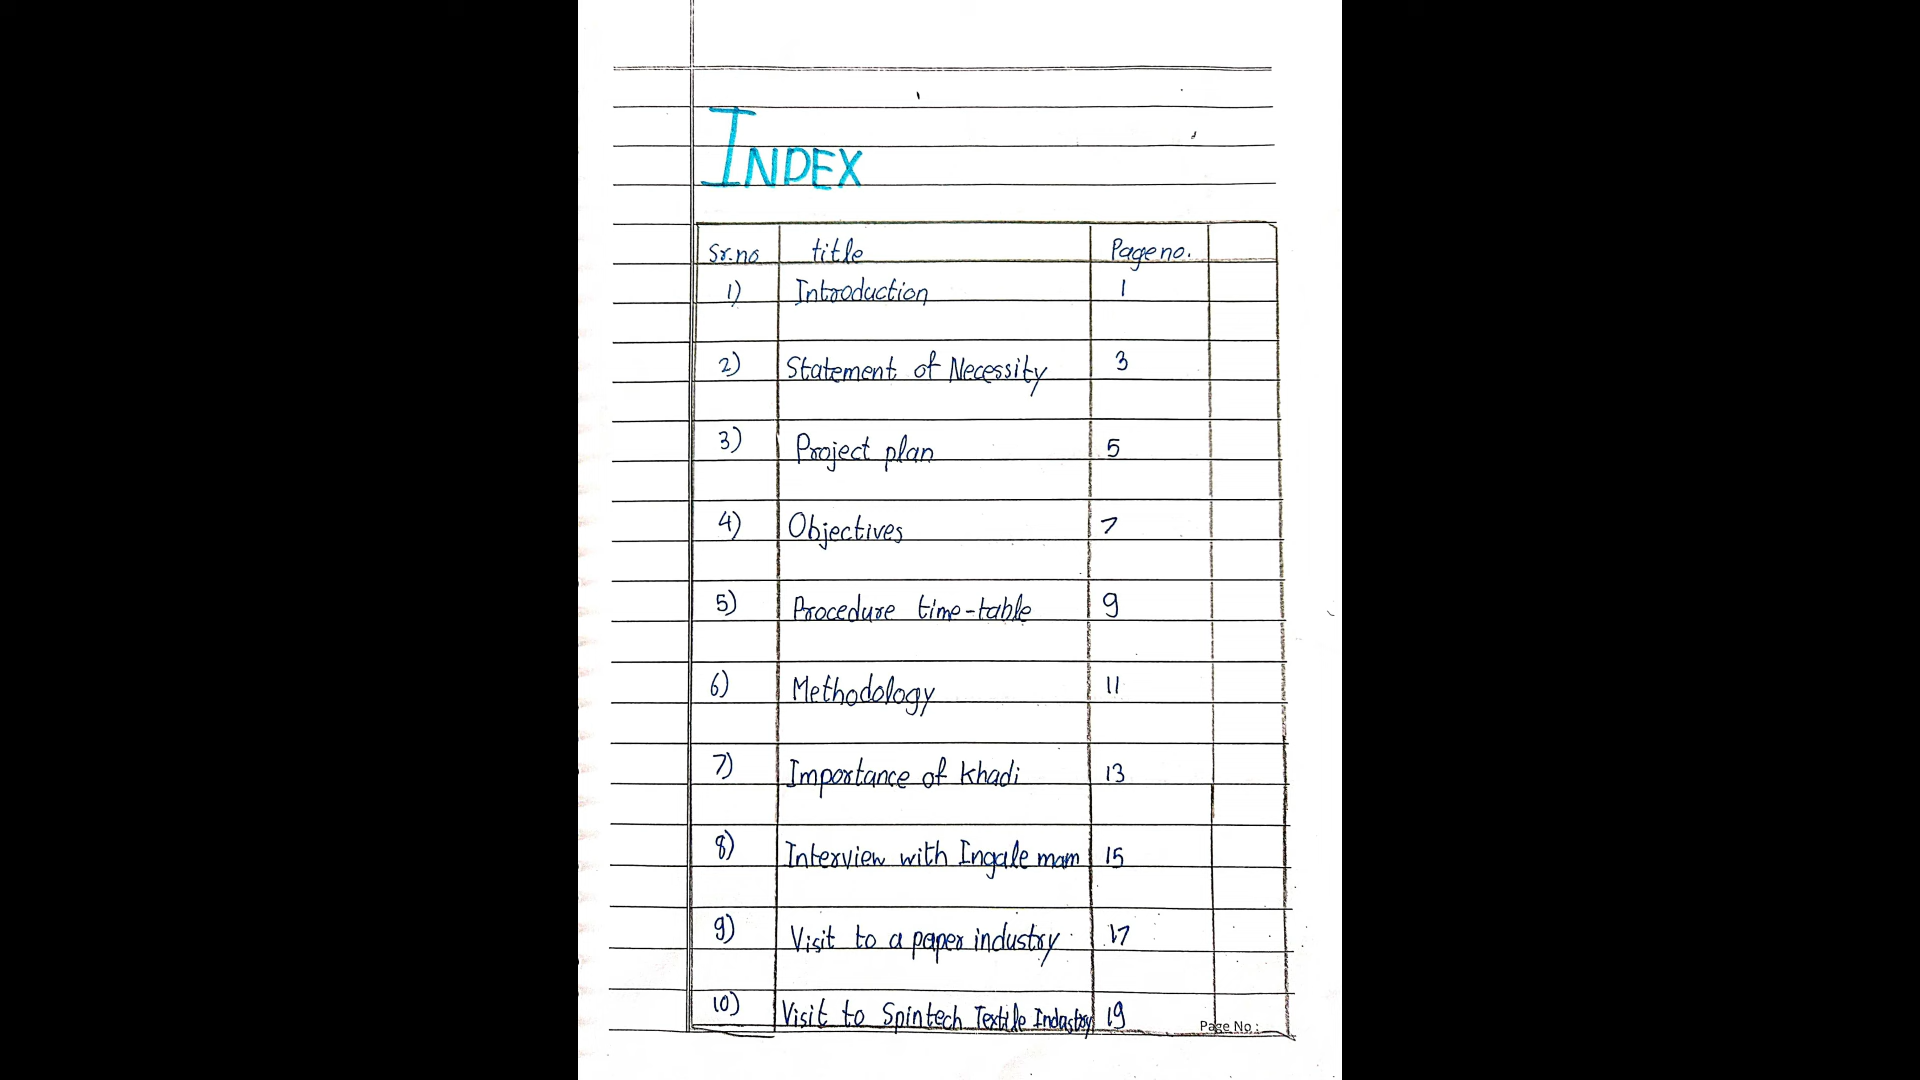 INDEX
Sr.no title Page no.
1) Introduction 1
2) Statement of Necessity 3
3) Project plan 5
4) Objectives 7
5) Procedure time-table 9
6) Methodology 11
7) Importance of khadi 13
8) Interview with Ingale mam 15
9) Visit to a paper industry 17
10) Visit to Spintech Textile Indastry 19
Page No :